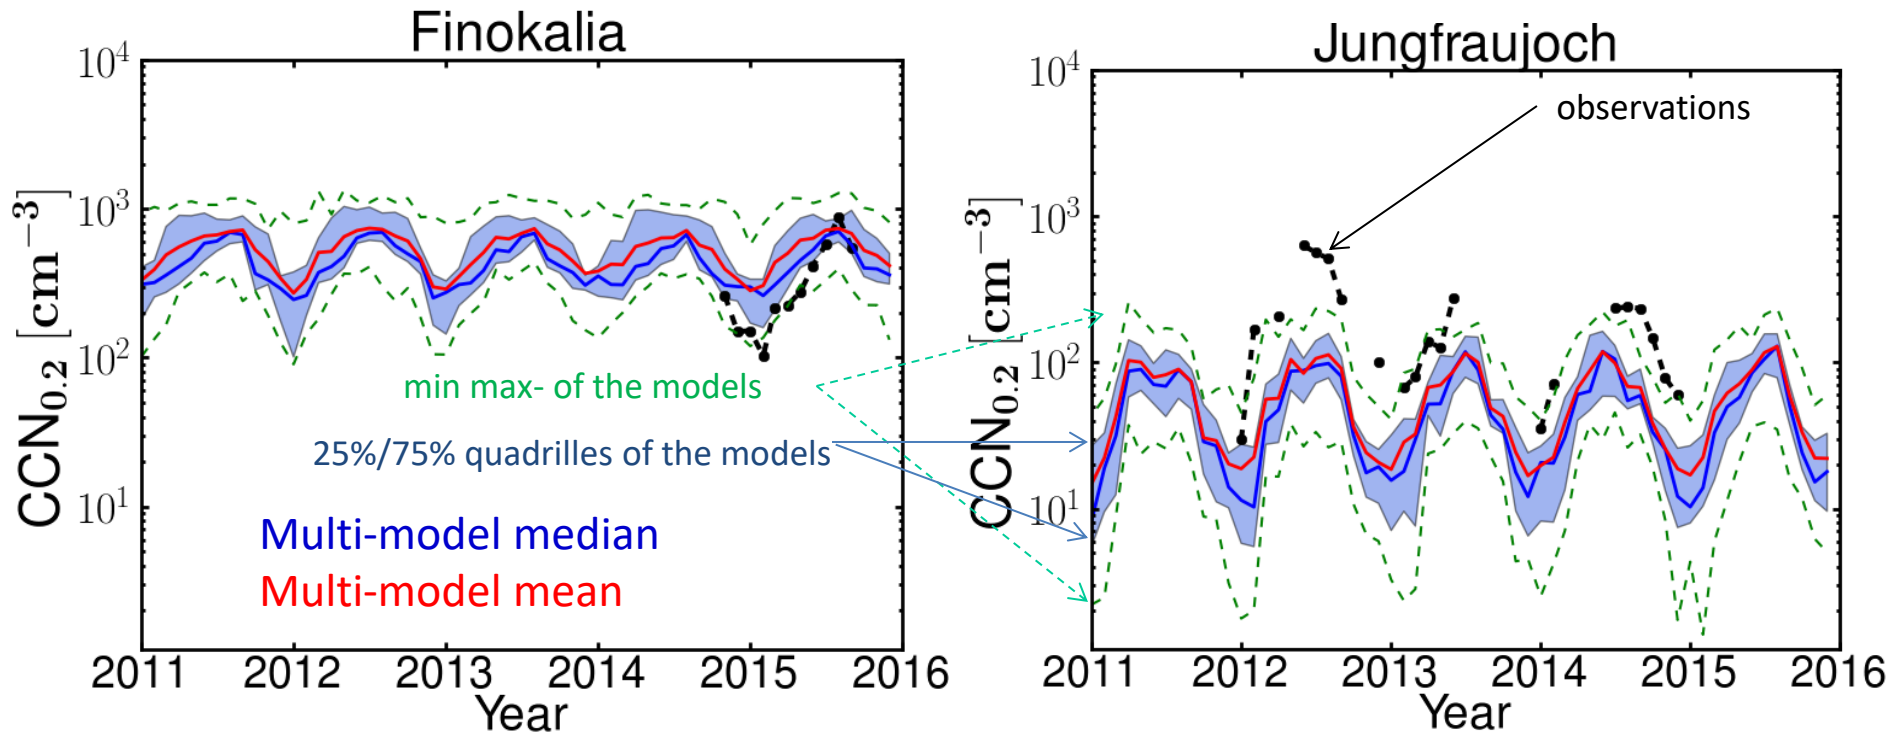 Finokalia
10^4
10^3
10^2
10^1
CCN_0.2 [cm^-3]
min max- of the models
25%/75% quadrilles of the models
Multi-model median
Multi-model mean
2011 2012 2013 2014 2015 2016
Year
Jungfraujoch
10^4
10^3
10^2
10^1
CCN_0.2 [cm^-3]
observations
2011 2012 2013 2014 2015 2016
Year